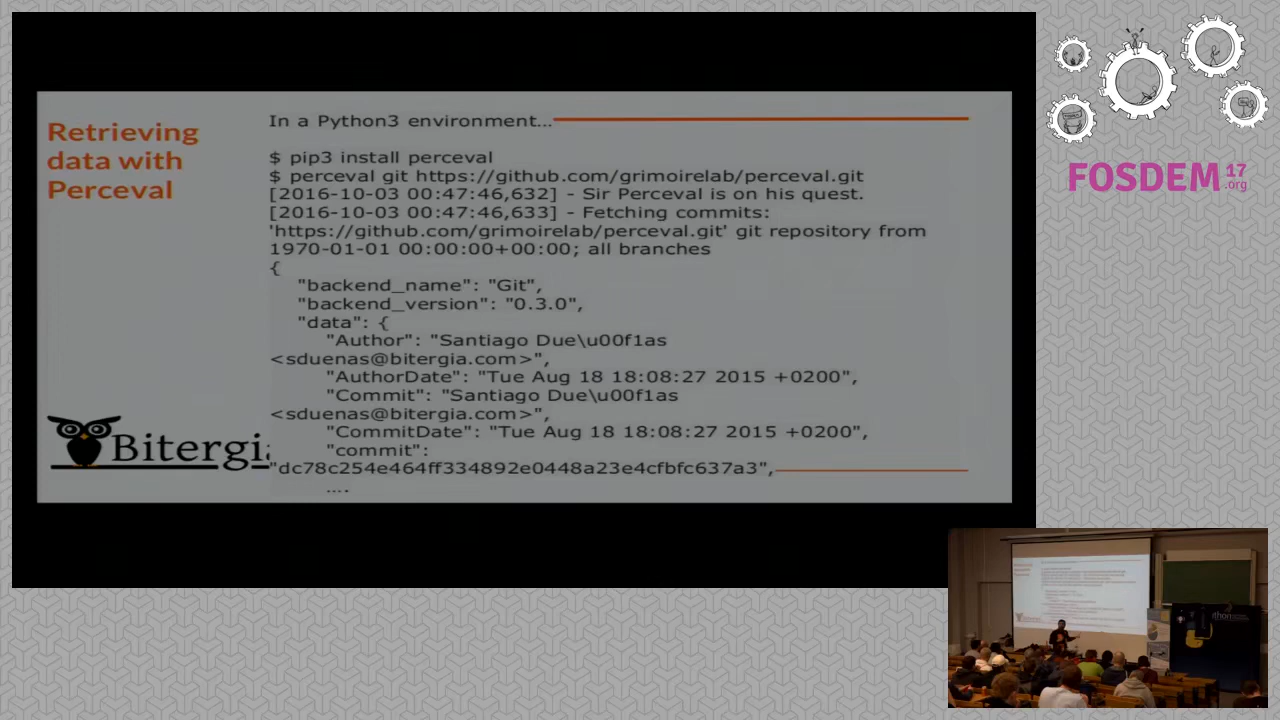 Retrieving
data with
Perceval
In a Python3 environment...
$ pip3 install perceval
$ perceval git https://github.com/grimoirelab/perceval.git
[2016-10-03 00:47:46,632] - Sir Perceval is on his quest.
[2016-10-03 00:47:46,633] - Fetching commits:
'https://github.com/grimoirelab/perceval.git' git repository from
1970-01-01 00:00:00+00:00; all branches
{
"backend_name": "Git",
"backend_version": "0.3.0",
"data": {
"Author": "Santiago Due\u00f1as
<sduenas@bitergia.com>",
"AuthorDate": "Tue Aug 18 18:08:27 2015 +0200",
"Commit": "Santiago Due\u00f1as
<sduenas@bitergia.com>",
"CommitDate": "Tue Aug 18 18:08:27 2015 +0200",
"commit":
"dc78c254e464ff334892e0448a23e4cfbfc637a3",
....
Bitergia
FOSDEM 17
.org